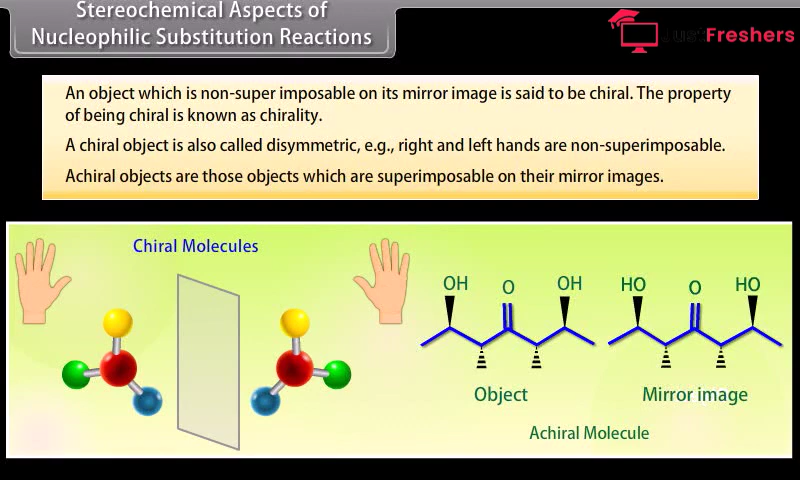 Stereochemical Aspects of
Nucleophilic Substitution Reactions
Freshers
An object which is non-super imposable on its mirror image is said to be chiral. The property
of being chiral is known as chirality.
A chiral object is also called disymmetric, e.g., right and left hands are non-superimposable.
Achiral objects are those objects which are superimposable on their mirror images.
Chiral Molecules
OH O OH HO O HO
Object Mirror image
Achiral Molecule